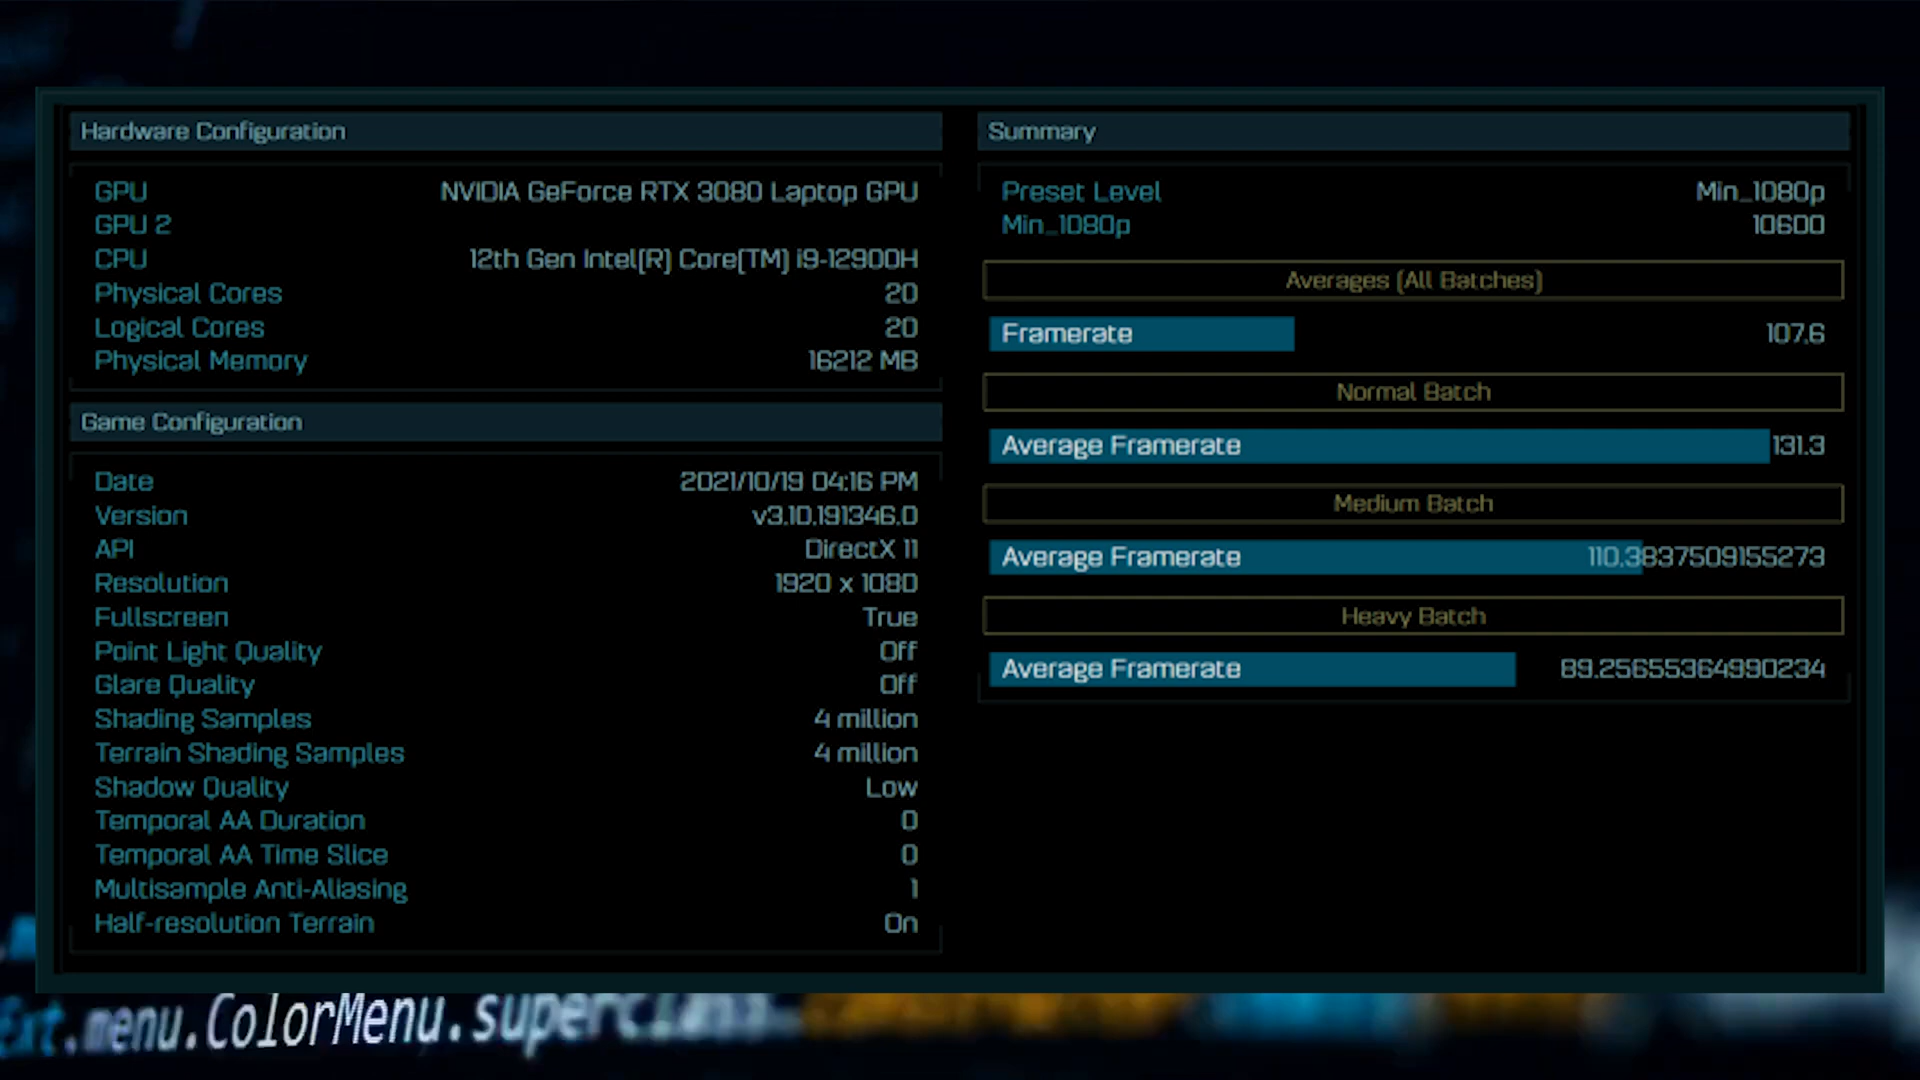 Hardware Configuration
GPU NVIDIA GeForce RTX 3080 Laptop GPU
GPU 2
CPU 12th Gen Intel(R) Core(TM) i9-12900H
Physical Cores 20
Logical Cores 20
Physical Memory 16212 MB
Game Configuration
Date 2021/10/19 04:16 PM
Version v3.10.191346.0
API DirectX 11
Resolution 1920 x 1080
Fullscreen True
Point Light Quality Off
Glare Quality Off
Shading Samples 4 million
Terrain Shading Samples 4 million
Shadow Quality Low
Temporal AA Duration 0
Temporal AA Time Slice 0
Multisample Anti-Aliasing 1
Half-resolution Terrain On
Summary
Preset Level Min_1080p
Min_1080p 10600
Averages (All Batches)
Framerate 107.6
Normal Batch
Average Framerate 131.3
Medium Batch
Average Framerate 110.3837509155273
Heavy Batch
Average Framerate 89.25655364990234
Ext.menu.ColorMenu.superclass